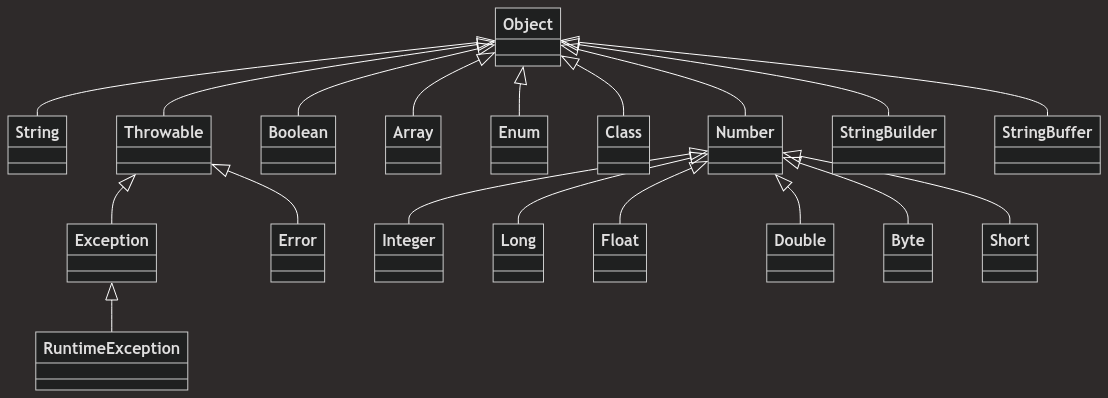 Object
String
Throwable
Boolean
Array
Enum
Class
Number
StringBuilder
StringBuffer
Exception
Error
Integer
Long
Float
Double
Byte
Short
RuntimeException